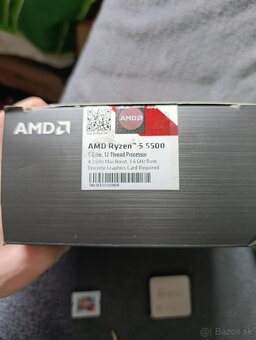 AMD
AMD
AMD Ryzen™ 5 5500
6 Core, 12 Thread Processor
4.2 GHz Max Boost, 3.6 GHz Base
Discrete Graphics Card Required
Bazos.sk